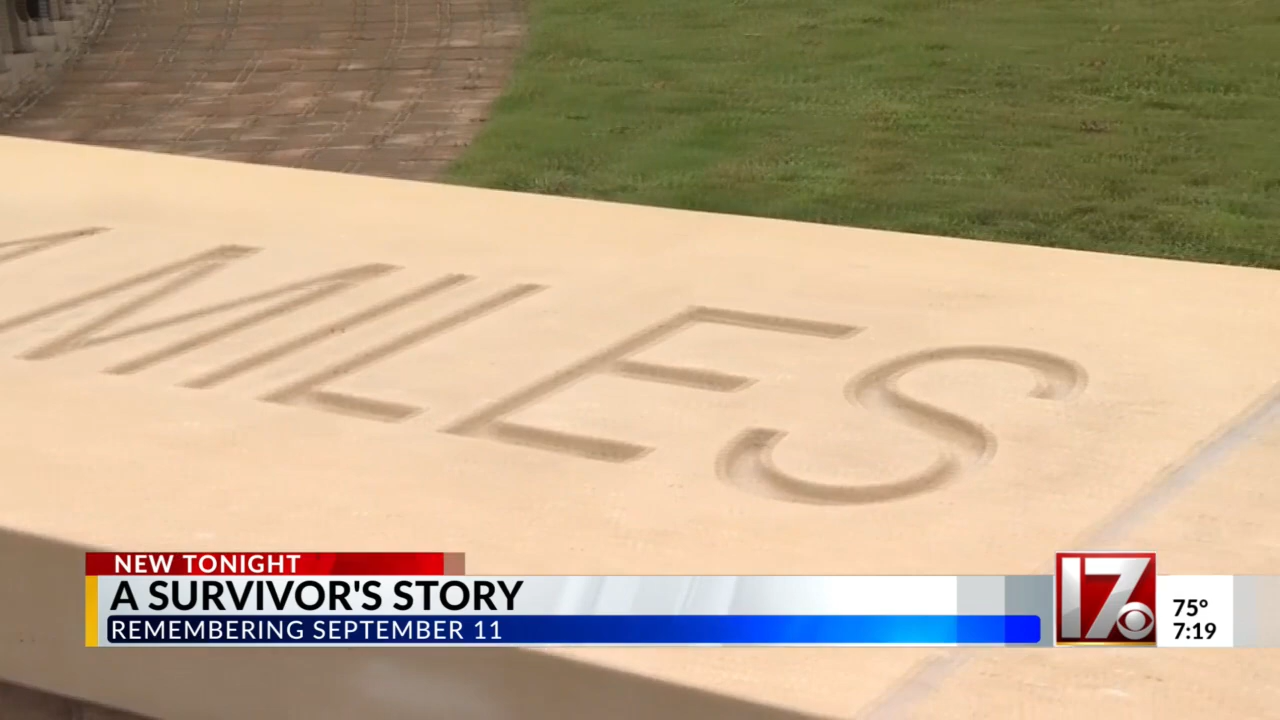 MILES
NEW TONIGHT
A SURVIVOR'S STORY
REMEMBERING SEPTEMBER 11
17
75°
7:19